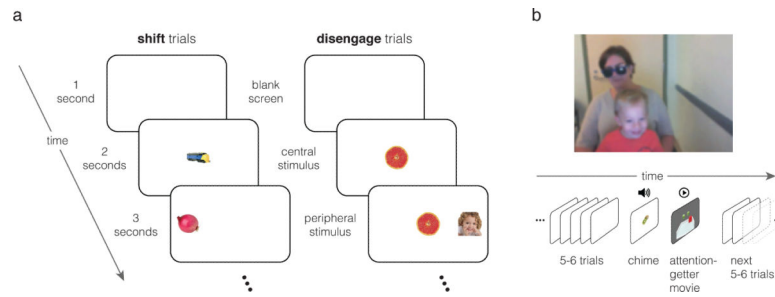 a
shift trials
disengage trials
1
second
blank
screen
time
2
seconds
central
stimulus
3
seconds
peripheral
stimulus
b
time
5-6 trials
chime
attention-
getter
movie
next
5-6 trials